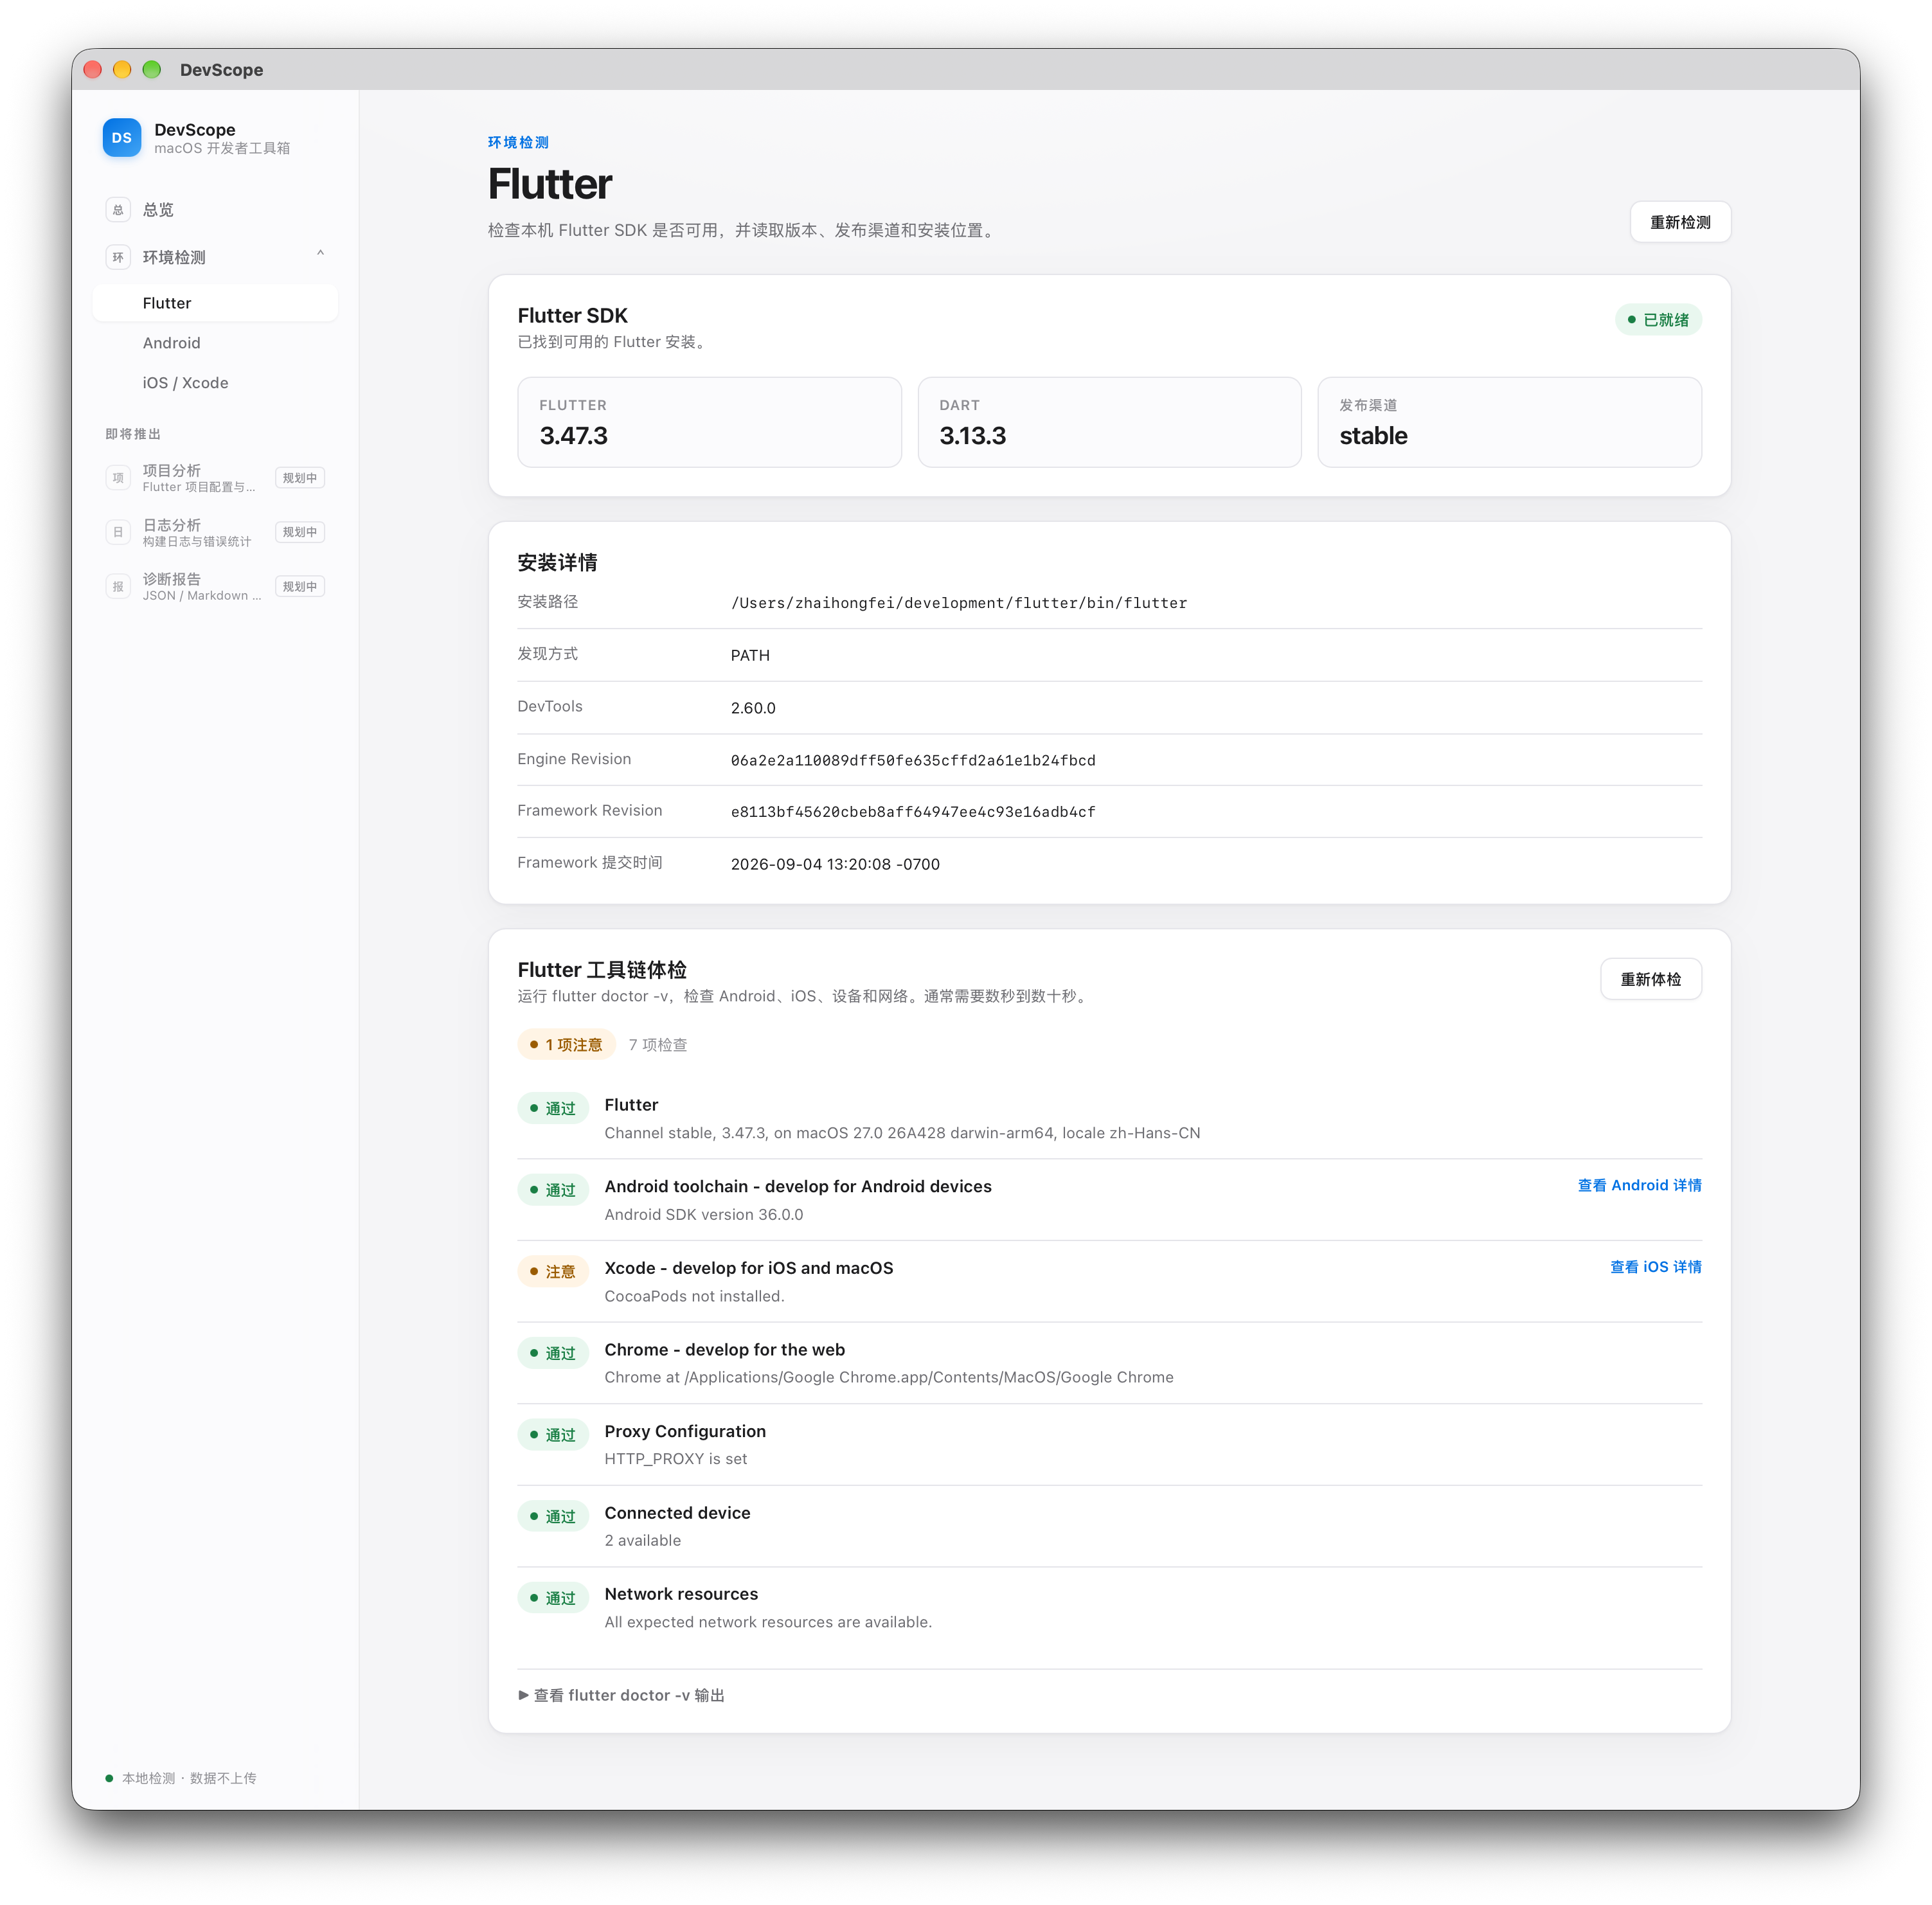 DevScope
DS
DevScope
macOS 开发者工具箱
总 总览
环 环境检测
Flutter
Android
iOS / Xcode
即将推出
项 项目分析
Flutter 项目配置与...
规划中
日 日志分析
构建日志与错误统计
规划中
报 诊断报告
JSON / Markdown ...
规划中
本地检测 · 数据不上传
环境检测
Flutter
检查本机 Flutter SDK 是否可用，并读取版本、发布渠道和安装位置。
重新检测
Flutter SDK
已找到可用的 Flutter 安装。
已就绪
FLUTTER
3.47.3
DART
3.13.3
发布渠道
stable
安装详情
安装路径 /Users/zhaihongfei/development/flutter/bin/flutter
发现方式 PATH
DevTools 2.60.0
Engine Revision 06a2e2a110089dff50fe635cffd2a61e1b24fbcd
Framework Revision e8113bf45620cbeb8aff64947ee4c93e16adb4cf
Framework 提交时间 2026-09-04 13:20:08 -0700
Flutter 工具链体检
运行 flutter doctor -v，检查 Android、iOS、设备和网络。通常需要数秒到数十秒。
重新体检
1 项注意 7 项检查
通过 Flutter
Channel stable, 3.47.3, on macOS 27.0 26A428 darwin-arm64, locale zh-Hans-CN
通过 Android toolchain - develop for Android devices 查看 Android 详情
Android SDK version 36.0.0
注意 Xcode - develop for iOS and macOS 查看 iOS 详情
CocoaPods not installed.
通过 Chrome - develop for the web
Chrome at /Applications/Google Chrome.app/Contents/MacOS/Google Chrome
通过 Proxy Configuration
HTTP_PROXY is set
通过 Connected device
2 available
通过 Network resources
All expected network resources are available.
查看 flutter doctor -v 输出